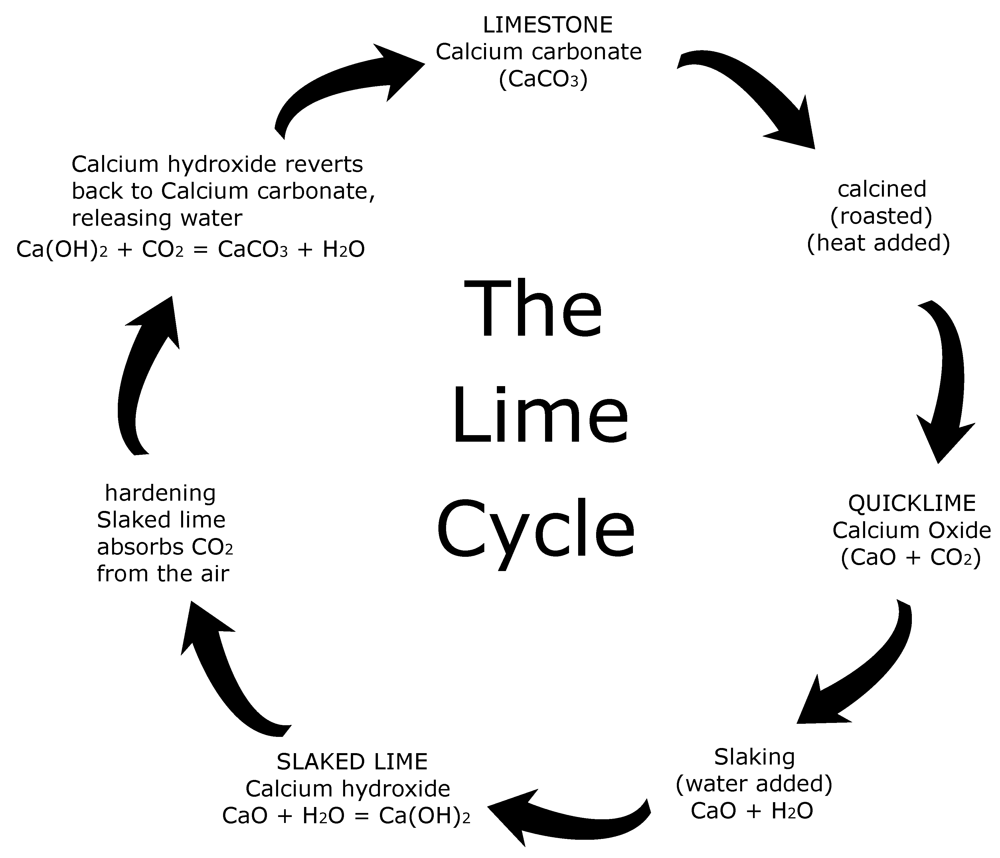 LIMESTONE
Calcium carbonate
(CaCO₃)
calcined
(roasted)
(heat added)
QUICKLIME
Calcium Oxide
(CaO + CO₂)
Slaking
(water added)
CaO + H₂O
SLAKED LIME
Calcium hydroxide
CaO + H₂O = Ca(OH)₂
hardening
Slaked lime
absorbs CO₂
from the air
Calcium hydroxide reverts
back to Calcium carbonate,
releasing water
Ca(OH)₂ + CO₂ = CaCO₃ + H₂O
The
Lime
Cycle